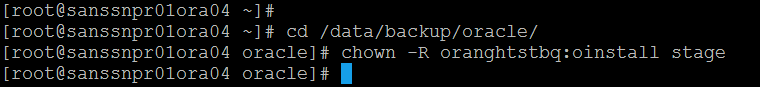 [root@sanssnpr01ora04 ~]#
[root@sanssnpr01ora04 ~]# cd /data/backup/oracle/
[root@sanssnpr01ora04 oracle]# chown -R oranghtstbq:oinstall stage
[root@sanssnpr01ora04 oracle]#